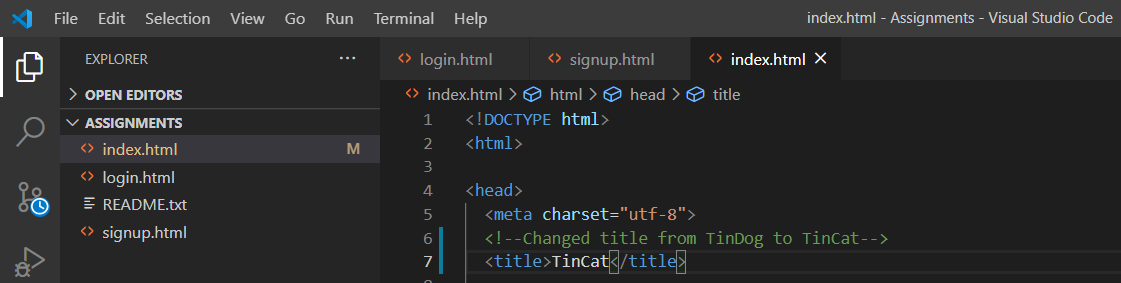 File Edit Selection View Go Run Terminal Help index.html - Assignments - Visual Studio Code
EXPLORER ···
OPEN EDITORS
ASSIGNMENTS
index.html M
login.html
README.txt
signup.html
login.html signup.html index.html
index.html > html > head > title
1 <!DOCTYPE html>
2 <html>
3
4 <head>
5 <meta charset="utf-8">
6 <!--Changed title from TinDog to TinCat-->
7 <title>TinCat</title>